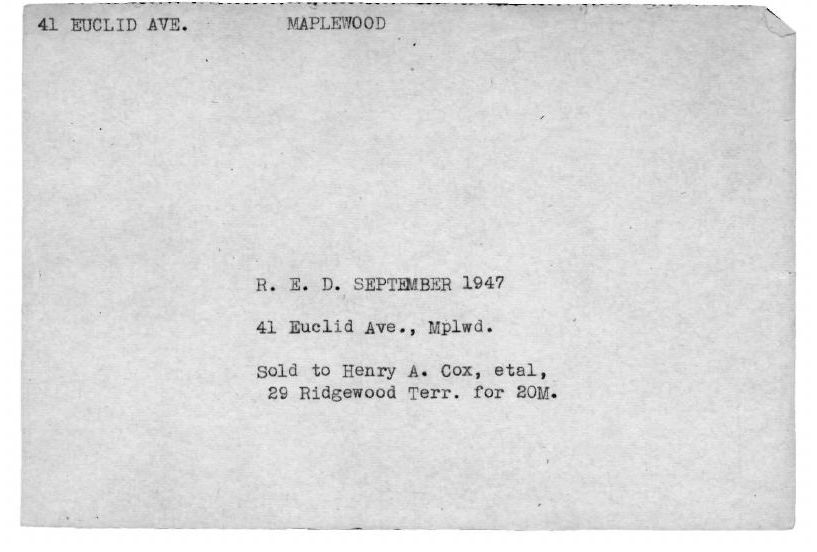 41 EUCLID AVE. MAPLEWOOD
R. E. D. SEPTEMBER 1947
41 Euclid Ave., Mplwd.
Sold to Henry A. Cox, etal,
29 Ridgewood Terr. for 20M.